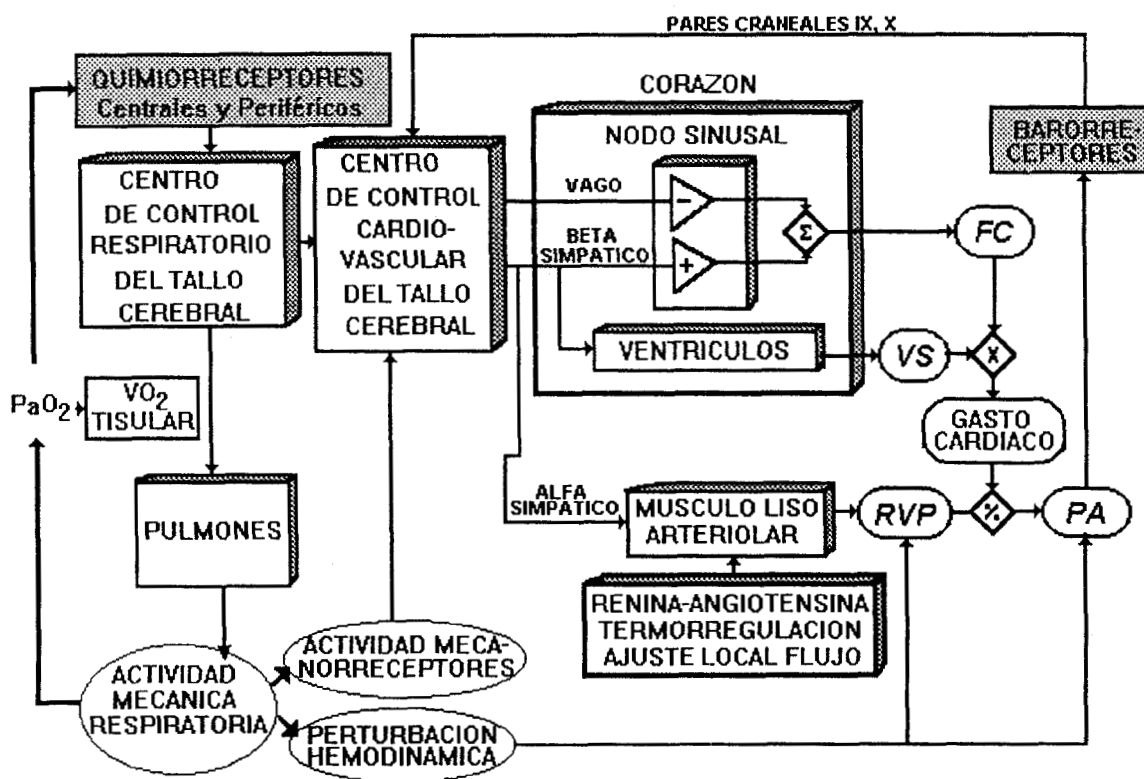 PARES CRANEALES IX, X
QUIMIORRECEPTORES
Centrales y Periféricos
CENTRO
DE CONTROL
RESPIRATORIO
DEL TALLO
CEREBRAL
CENTRO
DE CONTROL
CARDIO-
VASCULAR
DEL TALLO
CEREBRAL
CORAZON
NODO SINUSAL
VAGO
−
BETA
SIMPATICO
+
Σ
FC
BARORRE
CEPTORES
VENTRICULOS
VS
X
GASTO
CARDIACO
PaO2
VO2
TISULAR
PULMONES
ALFA
SIMPATICO
MUSCULO LISO
ARTERIOLAR
RVP
%
PA
RENINA-ANGIOTENSINA
TERMORREGULACION
AJUSTE LOCAL FLUJO
ACTIVIDAD
MECANICA
RESPIRATORIA
ACTIVIDAD MECA-
NORRECEPTORES
PERTURBACION
HEMODINAMICA